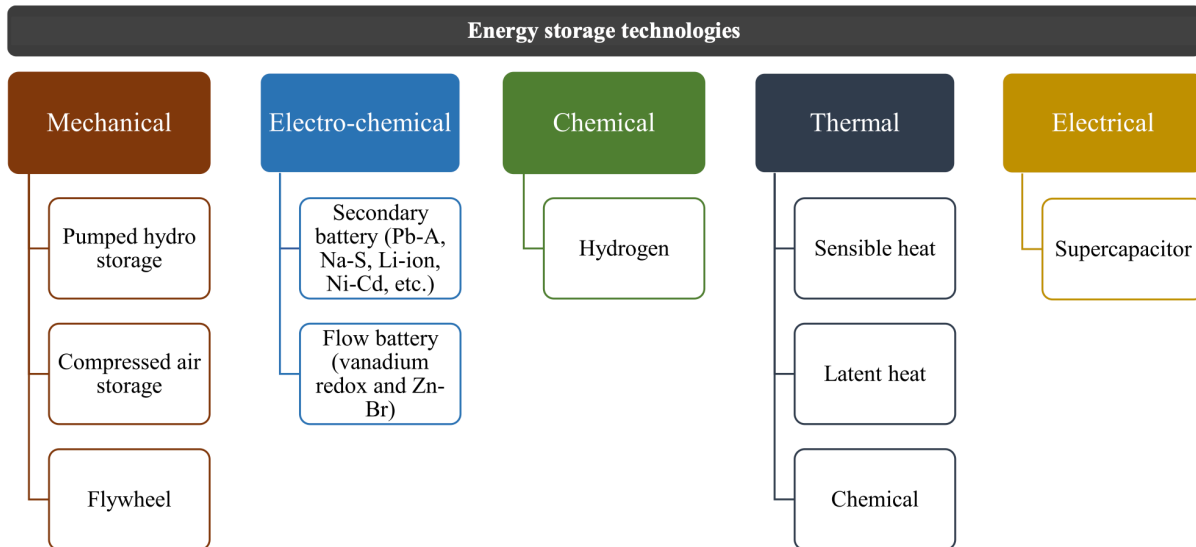 Energy storage technologies
Mechanical
Pumped hydro
storage
Compressed air
storage
Flywheel
Electro-chemical
Secondary
battery (Pb-A,
Na-S, Li-ion,
Ni-Cd, etc.)
Flow battery
(vanadium
redox and Zn-
Br)
Chemical
Hydrogen
Thermal
Sensible heat
Latent heat
Chemical
Electrical
Supercapacitor